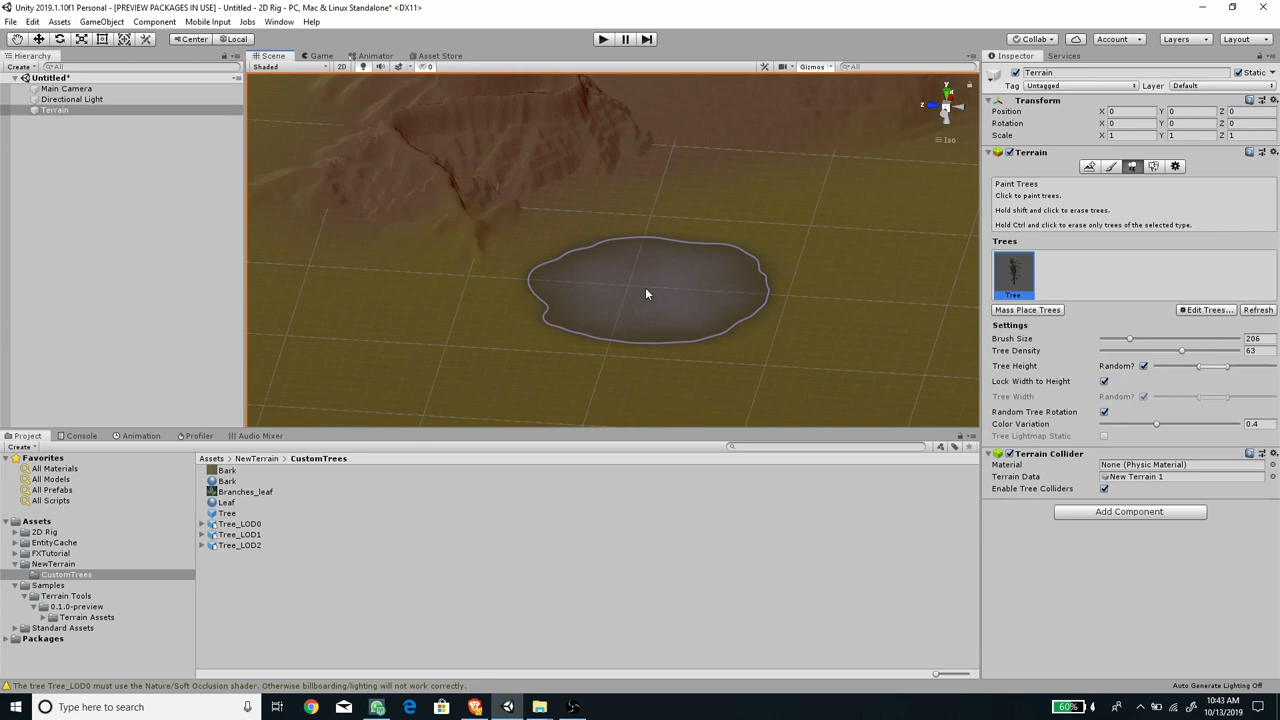 Unity 2019.1.10f1 Personal - [PREVIEW PACKAGES IN USE] - Untitled - 2D Rig - PC, Mac & Linux Standalone* <DX11>
File Edit Assets GameObject Component Mobile Input Jobs Window Help
Center Local Collab Account Layers Layout
Hierarchy Scene Game Animator Asset Store Inspector Services
Create All Shaded 2D 0 Gizmos All
Untitled*
Main Camera
Directional Light
Terrain
y
x
z
Iso
Terrain Static
Tag Untagged Layer Default
Transform
Position X 0 Y 0 Z 0
Rotation X 0 Y 0 Z 0
Scale X 1 Y 1 Z 1
Terrain
Paint Trees
Click to paint trees.
Hold shift and click to erase trees.
Hold Ctrl and click to erase only trees of the selected type.
Trees
Tree
Mass Place Trees Edit Trees... Refresh
Settings
Brush Size 206
Tree Density 63
Tree Height Random?
Lock Width to Height
Tree Width Random?
Random Tree Rotation
Color Variation 0.4
Tree Lightmap Static
Terrain Collider
Material None (Physic Material)
Terrain Data New Terrain 1
Enable Tree Colliders
Add Component
Project Console Animation Profiler Audio Mixer
Create
Favorites
All Materials
All Models
All Prefabs
All Scripts
Assets
2D Rig
EntityCache
FXTutorial
NewTerrain
CustomTrees
Samples
Terrain Tools
0.1.0-preview
Terrain Assets
Standard Assets
Packages
Assets NewTerrain CustomTrees
Bark
Bark
Branches_leaf
Leaf
Tree
Tree_LOD0
Tree_LOD1
Tree_LOD2
The tree Tree_LOD0 must use the Nature/Soft Occlusion shader. Otherwise billboarding/lighting will not work correctly.
Auto Generate Lighting Off
Type here to search
60%
10:43 AM
10/13/2019